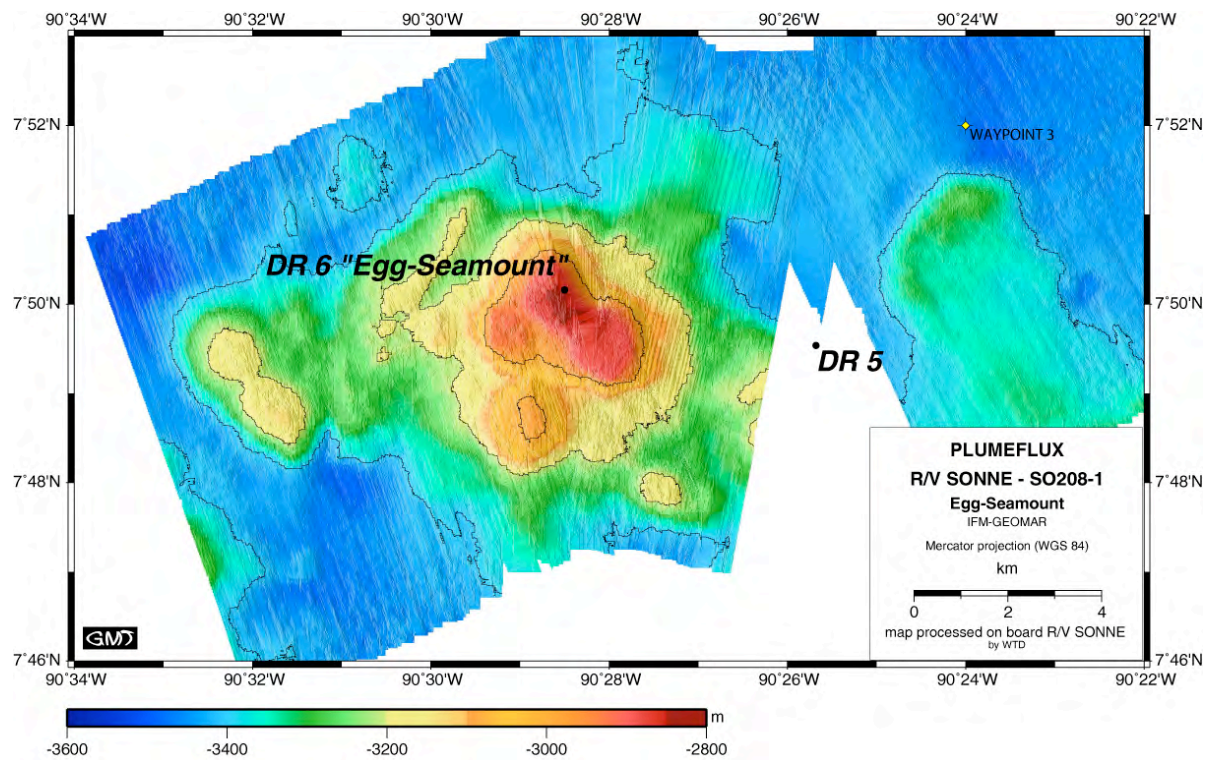 90˚34'W 90˚32'W 90˚30'W 90˚28'W 90˚26'W 90˚24'W 90˚22'W
7˚52'N 7˚52'N
WAYPOINT 3
DR 6 "Egg-Seamount"
7˚50'N 7˚50'N
DR 5
7˚48'N 7˚48'N
PLUMEFLUX
R/V SONNE - SO208-1
Egg-Seamount
IFM-GEOMAR
Mercator projection (WGS 84)
km
0 2 4
map processed on board R/V SONNE
by WTD
GMT
7˚46'N 7˚46'N
90˚34'W 90˚32'W 90˚30'W 90˚28'W 90˚26'W 90˚24'W 90˚22'W
m
-3600 -3400 -3200 -3000 -2800